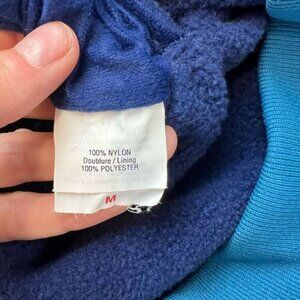 100% NYLON
Doublure / Lining
100% POLYESTER
M